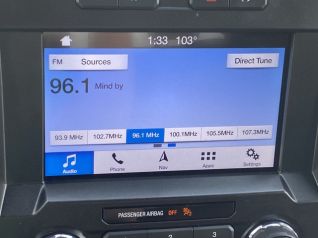 1:33 103°
FM Sources Direct Tune
96.1 Mind by
93.9 MHz 102.7MHz 96.1 MHz 100.1MHz 105.5MHz 107.3MHz
Audio Phone Nav Apps Settings
PASSENGER AIRBAG OFF